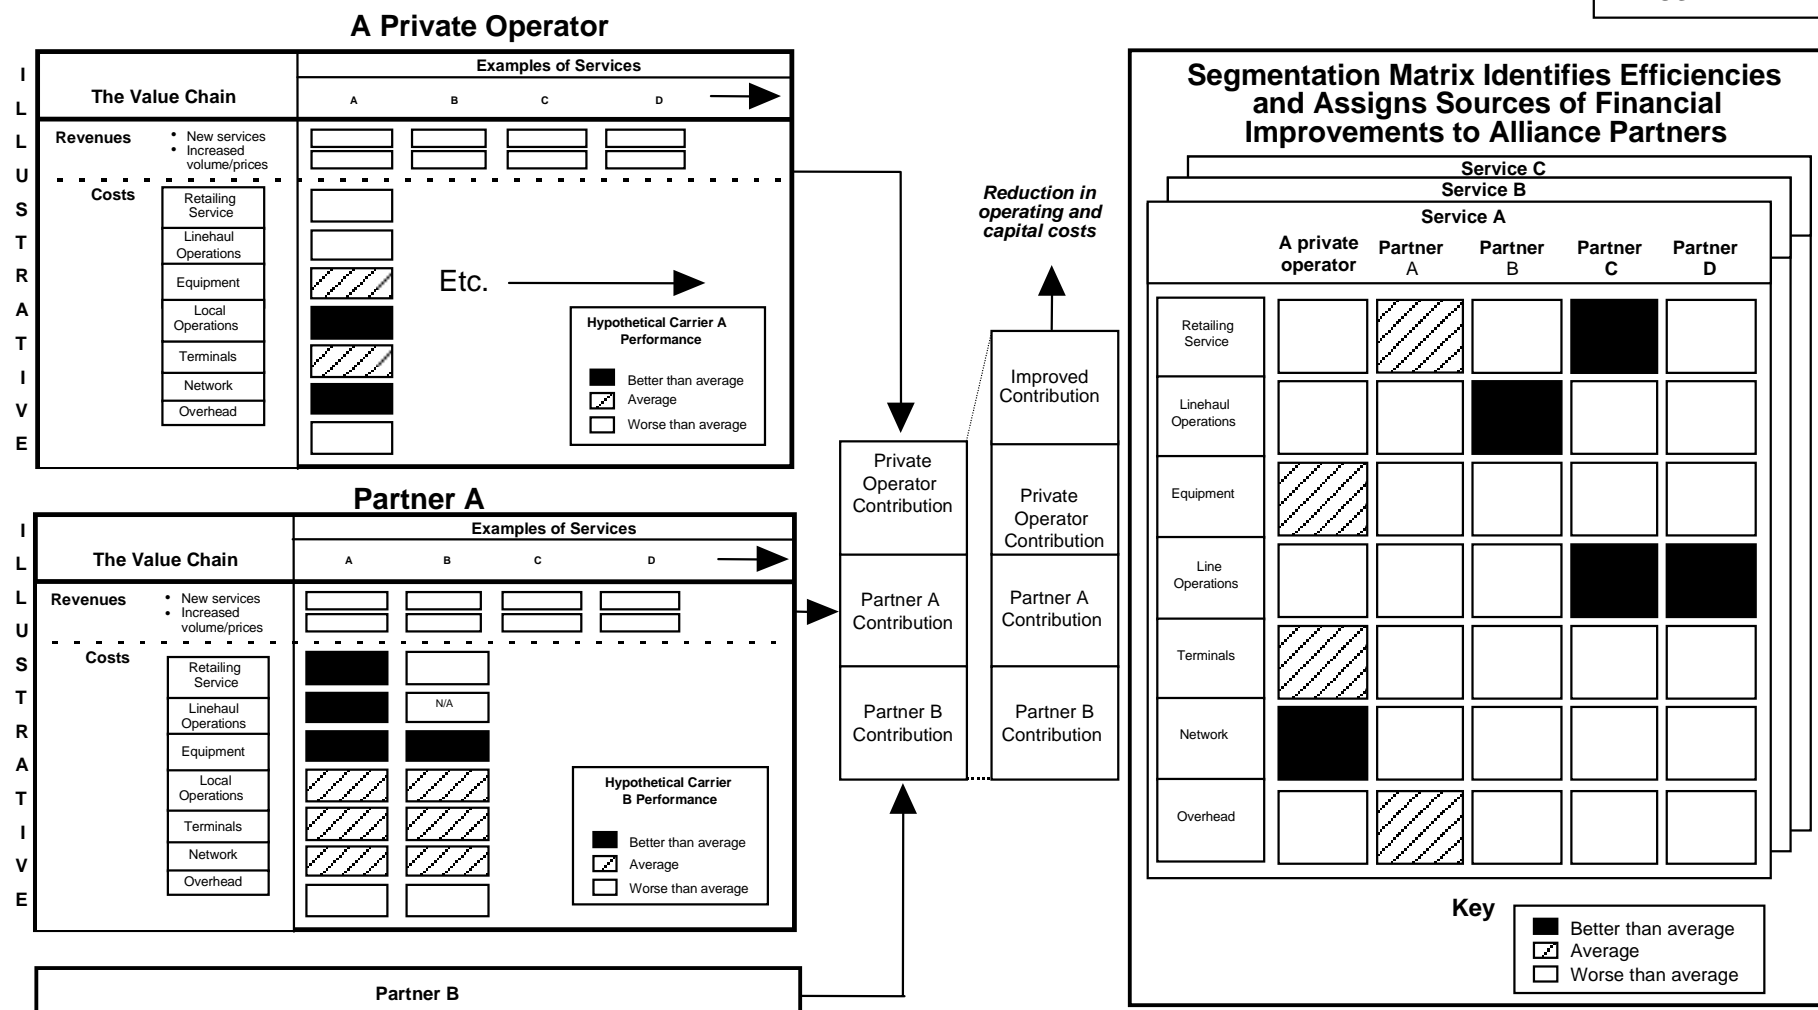 A Private Operator
ILLUSTRATIVE
The Value Chain
Examples of Services
A B C D
Revenues
• New services
• Increased
volume/prices
Costs
Retailing
Service
Linehaul
Operations
Equipment
Local
Operations
Terminals
Network
Overhead
Etc.
Hypothetical Carrier A
Performance
Better than average
Average
Worse than average
Partner A
ILLUSTRATIVE
The Value Chain
Examples of Services
A B C D
Revenues
• New services
• Increased
volume/prices
Costs
Retailing
Service
Linehaul
Operations
Equipment
Local
Operations
Terminals
Network
Overhead
N/A
Hypothetical Carrier
B Performance
Better than average
Average
Worse than average
Partner B
Private
Operator
Contribution
Partner A
Contribution
Partner B
Contribution
Reduction in
operating and
capital costs
Improved
Contribution
Private
Operator
Contribution
Partner A
Contribution
Partner B
Contribution
Segmentation Matrix Identifies Efficiencies
and Assigns Sources of Financial
Improvements to Alliance Partners
Service C
Service B
Service A
A private
operator
Partner
A
Partner
B
Partner
C
Partner
D
Retailing
Service
Linehaul
Operations
Equipment
Line
Operations
Terminals
Network
Overhead
Key
Better than average
Average
Worse than average